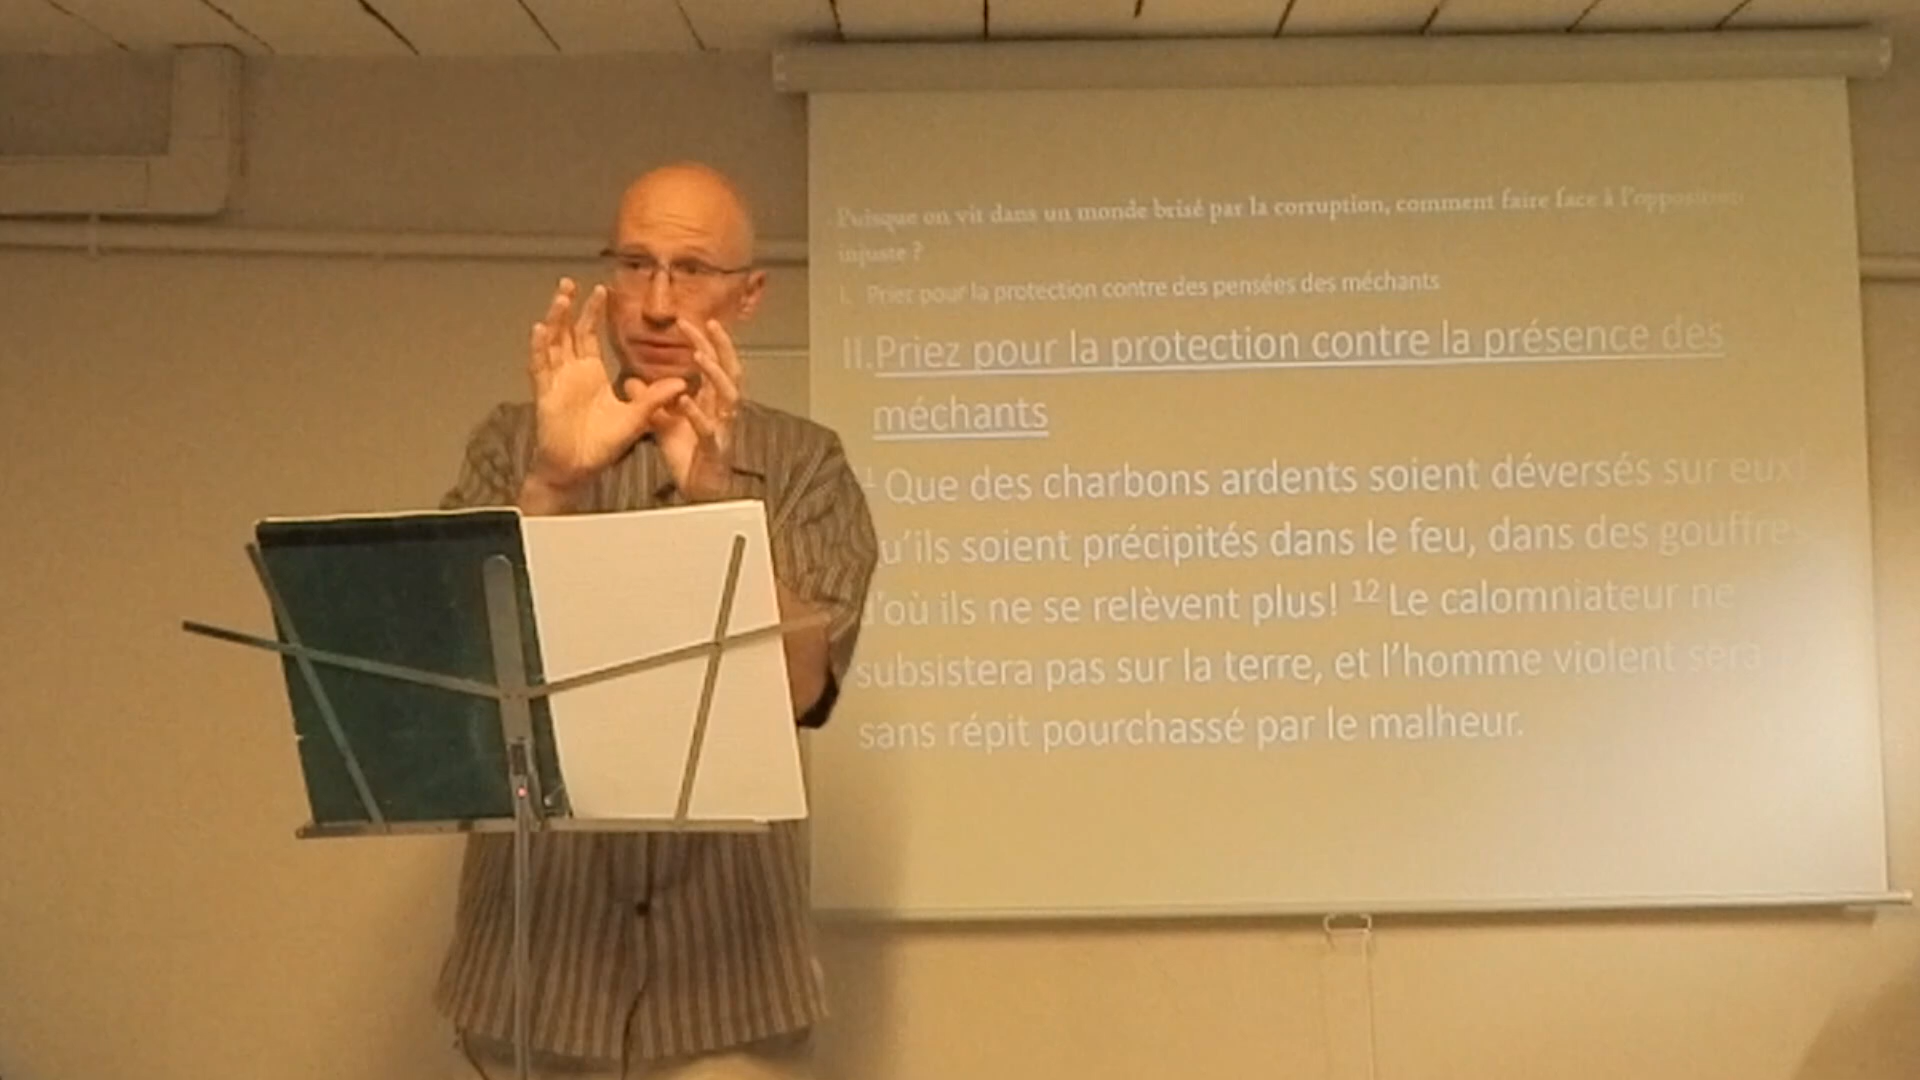 Puisque on vit dans un monde brisé par la corruption, comment faire face à l'opposition
injuste ?
I. Priez pour la protection contre des pensées des méchants
II. Priez pour la protection contre la présence des
méchants
Que des charbons ardents soient déversés sur eux!
qu'ils soient précipités dans le feu, dans des gouffres
d'où ils ne se relèvent plus! 12 Le calomniateur ne
subsistera pas sur la terre, et l'homme violent sera
sans répit pourchassé par le malheur.